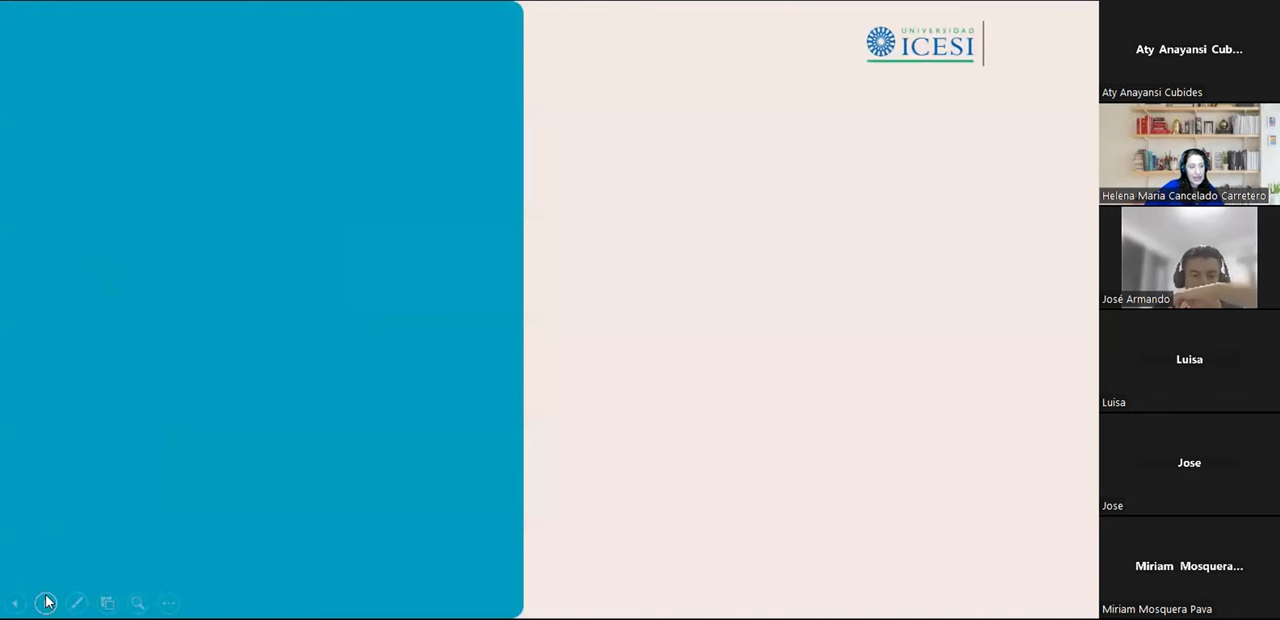 UNIVERSIDAD
ICESI
Aty Anayansi Cub...
Aty Anayansi Cubides
Helena Maria Cancelado Carretero
José Armando
Luisa
Luisa
Jose
Jose
Miriam Mosquera...
Miriam Mosquera Pava